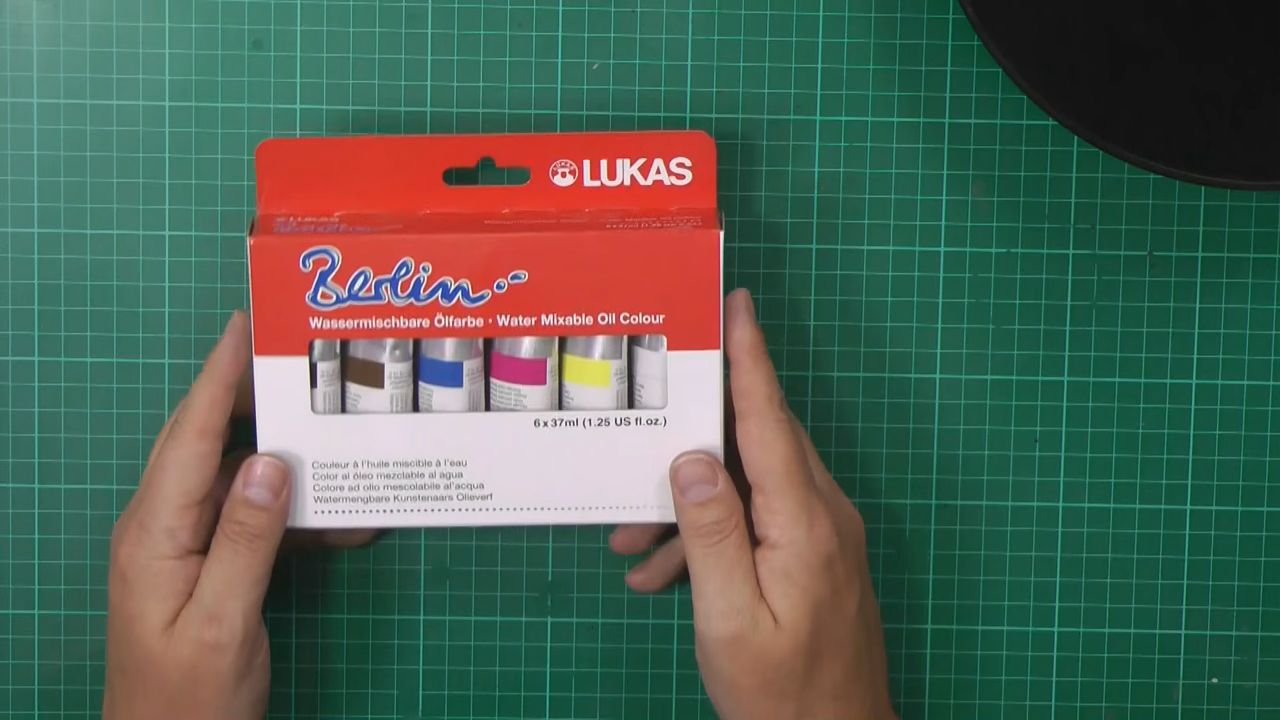 LUKAS
Berlin
Wassermischbare Ölfarbe • Water Mixable Oil Colour
6 x 37ml (1.25 US fl.oz.)
Couleur à l'huile miscible à l'eau
Color al óleo mezclable al agua
Colore ad olio mescolabile al'acqua
Watermengbare Kunstenaars Olieverf